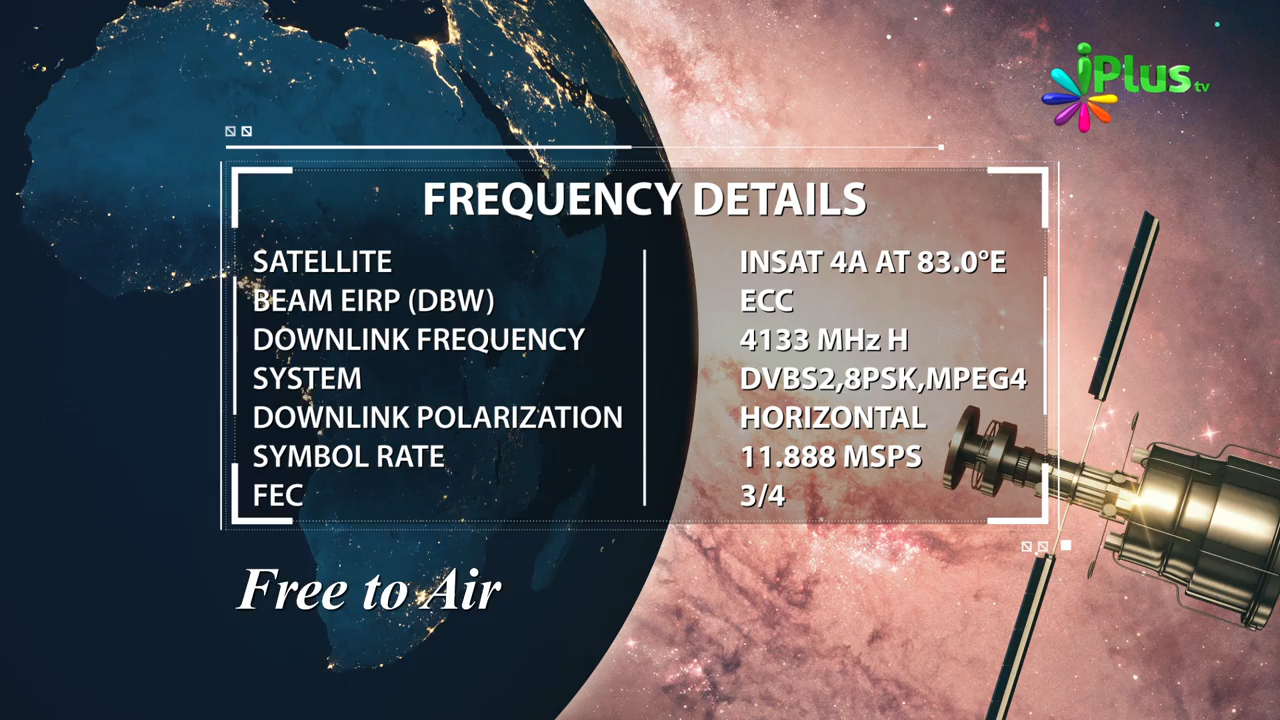 iPlus tv
FREQUENCY DETAILS
SATELLITE INSAT 4A AT 83.0°E
BEAM EIRP (DBW) ECC
DOWNLINK FREQUENCY 4133 MHz H
SYSTEM DVBS2,8PSK,MPEG4
DOWNLINK POLARIZATION HORIZONTAL
SYMBOL RATE 11.888 MSPS
FEC 3/4
Free to Air